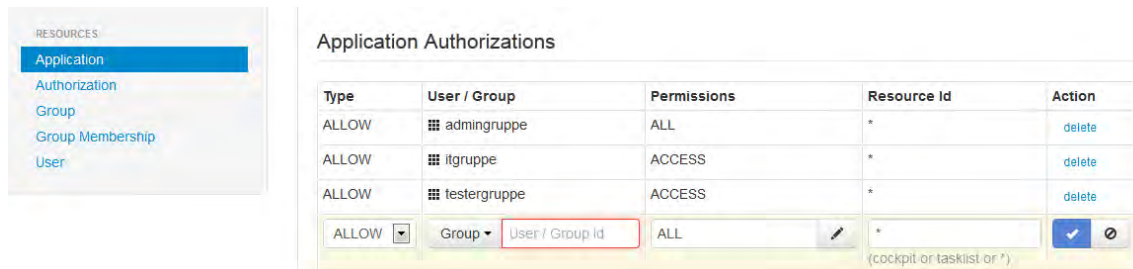 RESOURCES
Application
Authorization
Group
Group Membership
User
Application Authorizations
Type User / Group Permissions Resource Id Action
ALLOW admingruppe ALL * delete
ALLOW itgruppe ACCESS * delete
ALLOW testergruppe ACCESS * delete
ALLOW Group User / Group Id ALL *
(cockpit or tasklist or *)